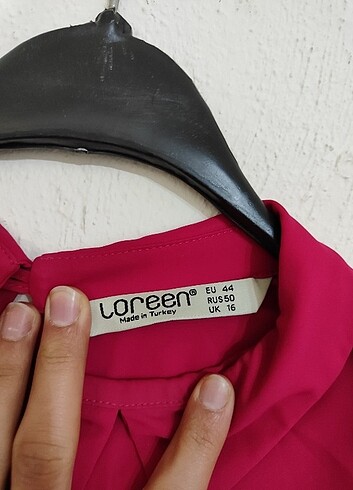 Loreen®
Made in Turkey
EU 44
RUS 50
UK 16